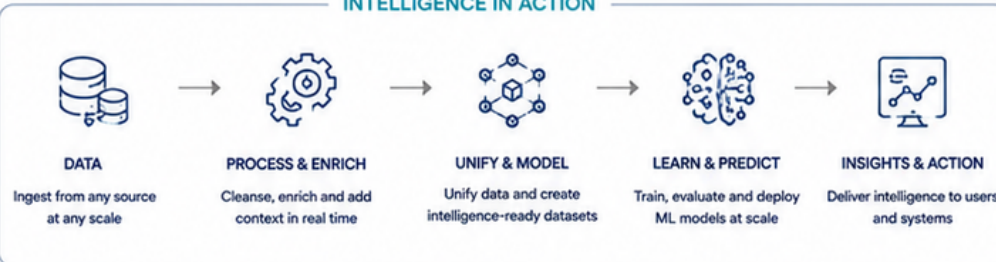 INTELLIGENCE IN ACTION
DATA
Ingest from any source
at any scale
PROCESS & ENRICH
Cleanse, enrich and add
context in real time
UNIFY & MODEL
Unify data and create
intelligence-ready datasets
LEARN & PREDICT
Train, evaluate and deploy
ML models at scale
INSIGHTS & ACTION
Deliver intelligence to users
and systems